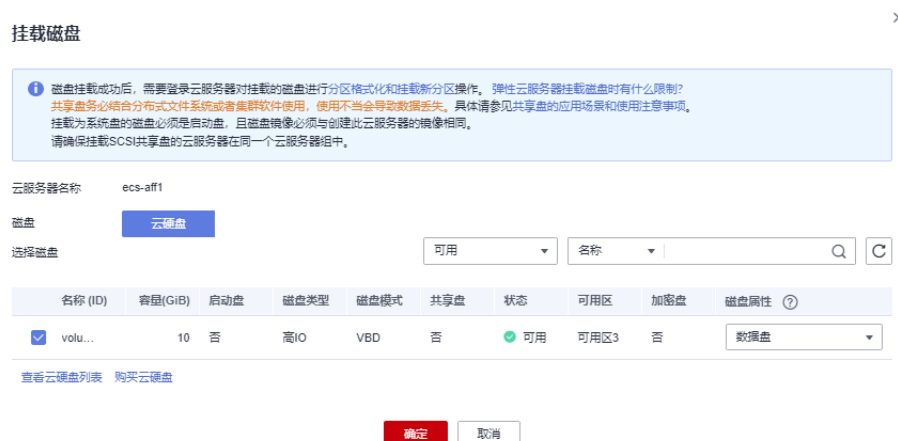 挂载磁盘
磁盘挂载成功后，需要登录云服务器对挂载的磁盘进行分区格式化和挂载新分区操作。 弹性云服务器挂载磁盘时有什么限制?
共享盘务必结合分布式文件系统或者集群软件使用，使用不当会导致数据丢失。具体请参见共享盘的应用场景和使用注意事项。
挂载为系统盘的磁盘必须是启动盘，且磁盘镜像必须与创建此云服务器的镜像相同。
请确保挂载SCSI共享盘的云服务器在同一个云服务器组中。
云服务器名称 ecs-aff1
磁盘 云硬盘
选择磁盘 可用 名称
名称 (ID) 容量(GiB) 启动盘 磁盘类型 磁盘模式 共享盘 状态 可用区 加密盘 磁盘属性 ?
volu... 10 否 高IO VBD 否 可用 可用区3 否 数据盘
查看云硬盘列表 购买云硬盘
确定 取消